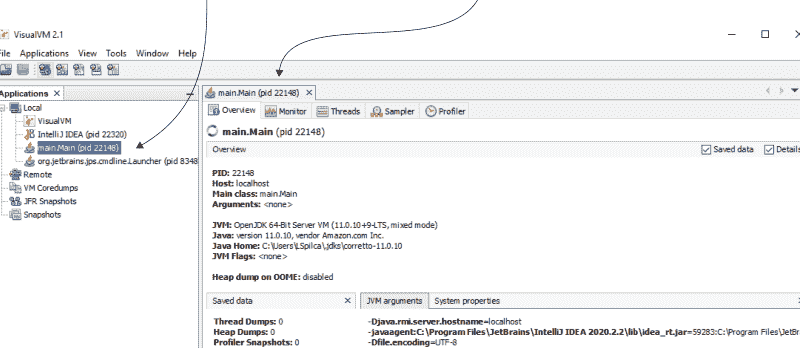 VisualVM 2.1
File Applications View Tools Window Help
Applications
Local
VisualVM
IntelliJ IDEA (pid 22320)
main.Main (pid 22148)
org.jetbrains.jps.cmdline.Launcher (pid 8348
Remote
VM Coredumps
JFR Snapshots
Snapshots
main.Main (pid 22148)
Overview Monitor Threads Sampler Profiler
main.Main (pid 22148)
Overview Saved data Details
PID: 22148
Host: localhost
Main class: main.Main
Arguments: <none>
JVM: OpenJDK 64-Bit Server VM (11.0.10+9-LTS, mixed mode)
Java: version 11.0.10, vendor Amazon.com Inc.
Java Home: C:\Users\LSpilca\.jdks\corretto-11.0.10
JVM Flags: <none>
Heap dump on OOME: disabled
Saved data JVM arguments System properties
Thread Dumps: 0
Heap Dumps: 0
Profiler Snapshots: 0
-Djava.rmi.server.hostname=localhost
-javaagent:C:\Program Files\JetBrains\IntelliJ IDEA 2020.2.2\lib\idea_rt.jar=59283:C:\Program Files\JetBr
-Dfile.encoding=UTF-8